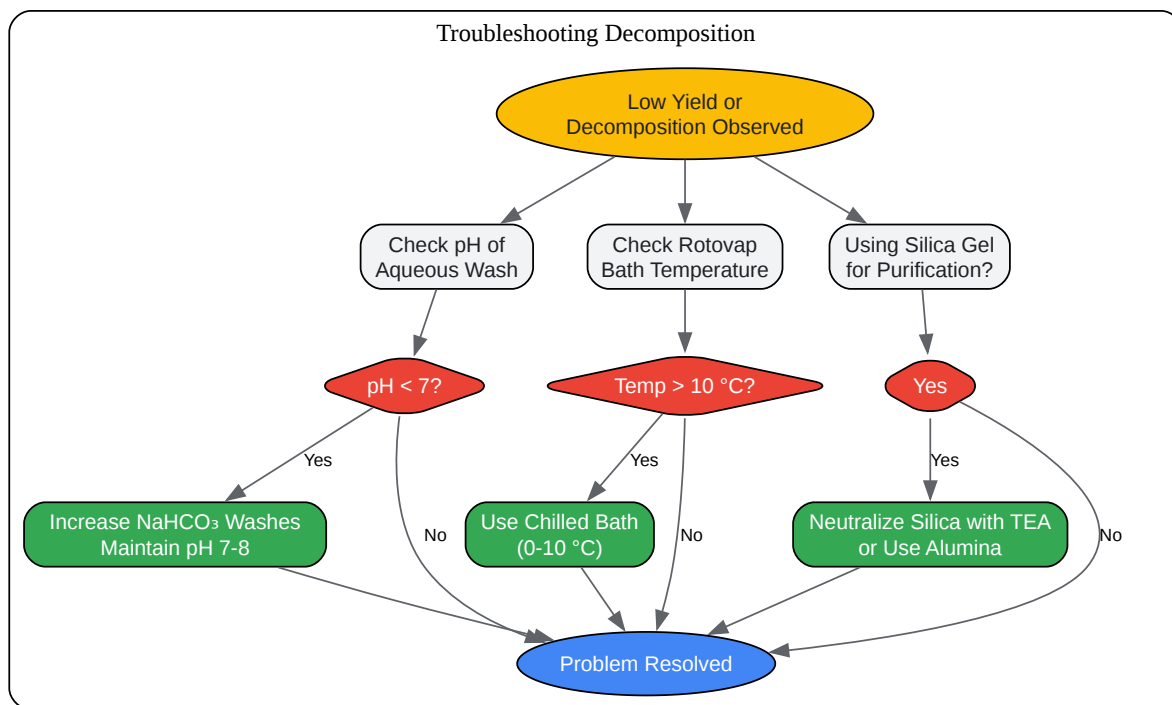 Troubleshooting Decomposition
Low Yield or
Decomposition Observed
Check pH of
Aqueous Wash
Check Rotovap
Bath Temperature
Using Silica Gel
for Purification?
pH < 7?
Temp > 10 °C?
Yes
Yes
Yes
Yes
Increase NaHCO₃ Washes
Maintain pH 7-8
No
Use Chilled Bath
(0-10 °C)
No
Neutralize Silica with TEA
or Use Alumina
No
Problem Resolved